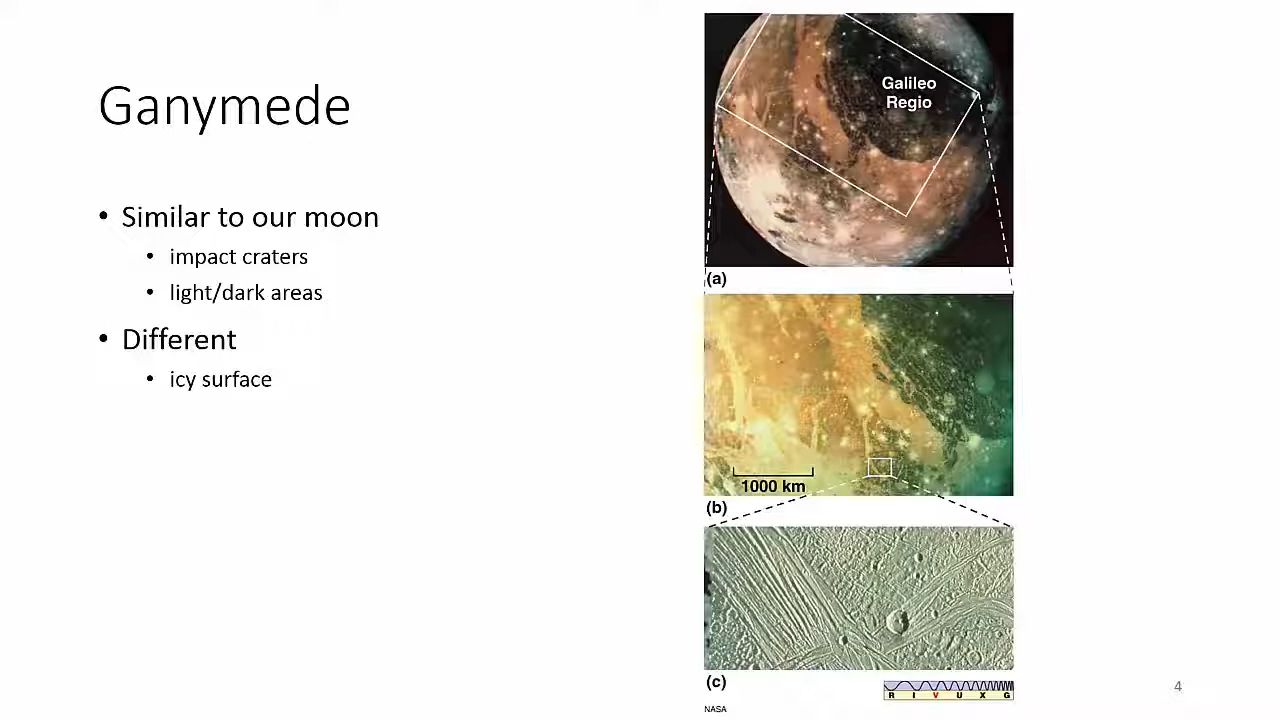 Ganymede
• Similar to our moon
• impact craters
• light/dark areas
• Different
• icy surface
Galileo
Regio
(a)
1000 km
(b)
(c)
R I V U X G
NASA
4